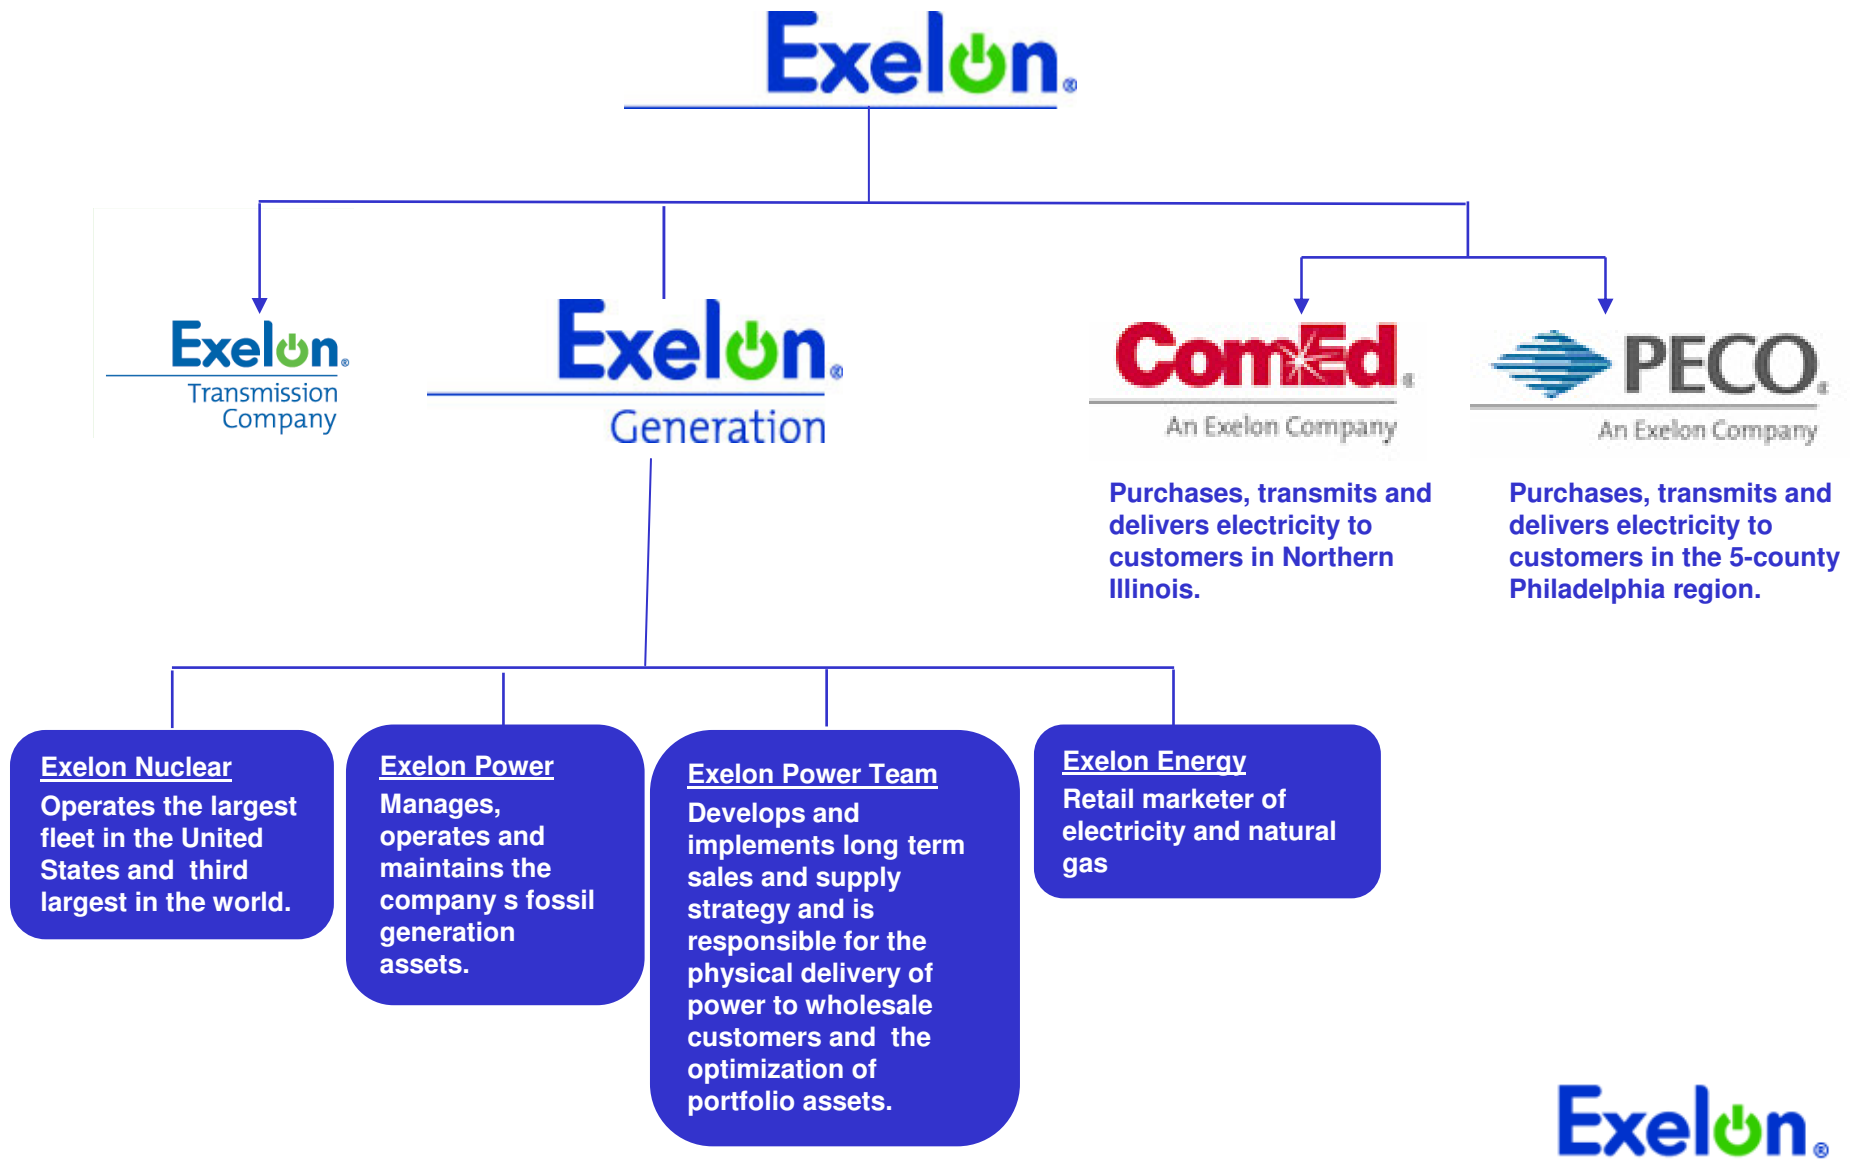 Exelon®
Exelon®
Transmission
Company
Exelon®
Generation
ComEd®
An Exelon Company
PECO®
An Exelon Company
Purchases, transmits and
delivers electricity to
customers in Northern
Illinois.
Purchases, transmits and
delivers electricity to
customers in the 5-county
Philadelphia region.
Exelon Nuclear
Operates the largest
fleet in the United
States and  third
largest in the world.
Exelon Power
Manages,
operates and
maintains the
company s fossil
generation
assets.
Exelon Power Team
Develops and
implements long term
sales and supply
strategy and is
responsible for the
physical delivery of
power to wholesale
customers and  the
optimization of
portfolio assets.
Exelon Energy
Retail marketer of
electricity and natural
gas
Exelon®